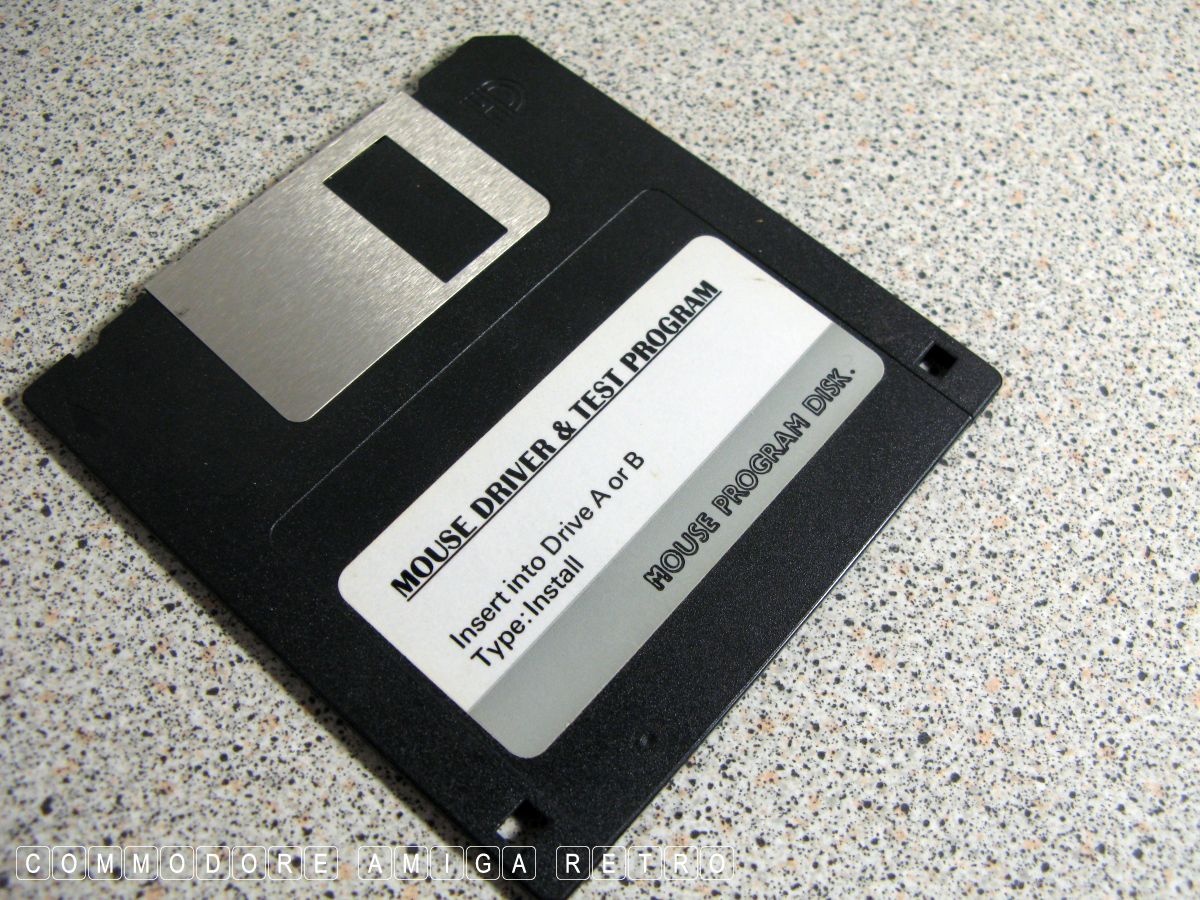 MOUSE DRIVER & TEST PROGRAM
Insert into Drive A or B
Type: Install
MOUSE PROGRAM DISK.
COMMODORE AMIGA RETRO